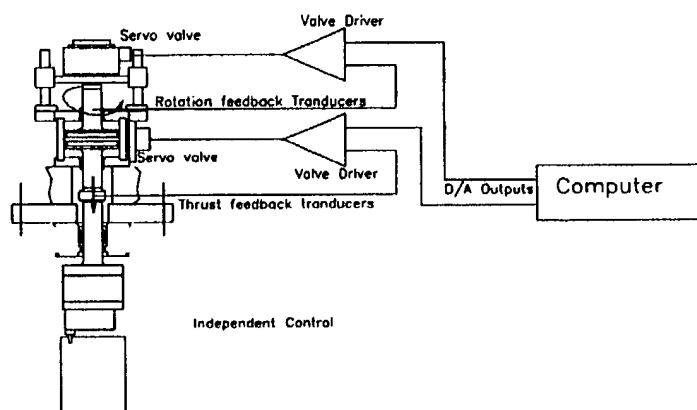 Valve Driver
Servo valve
Rotation feedback Tranducers
Servo valve
Valve Driver
D/A Outputs
Computer
Thrust feedback tranducers
Independent Control